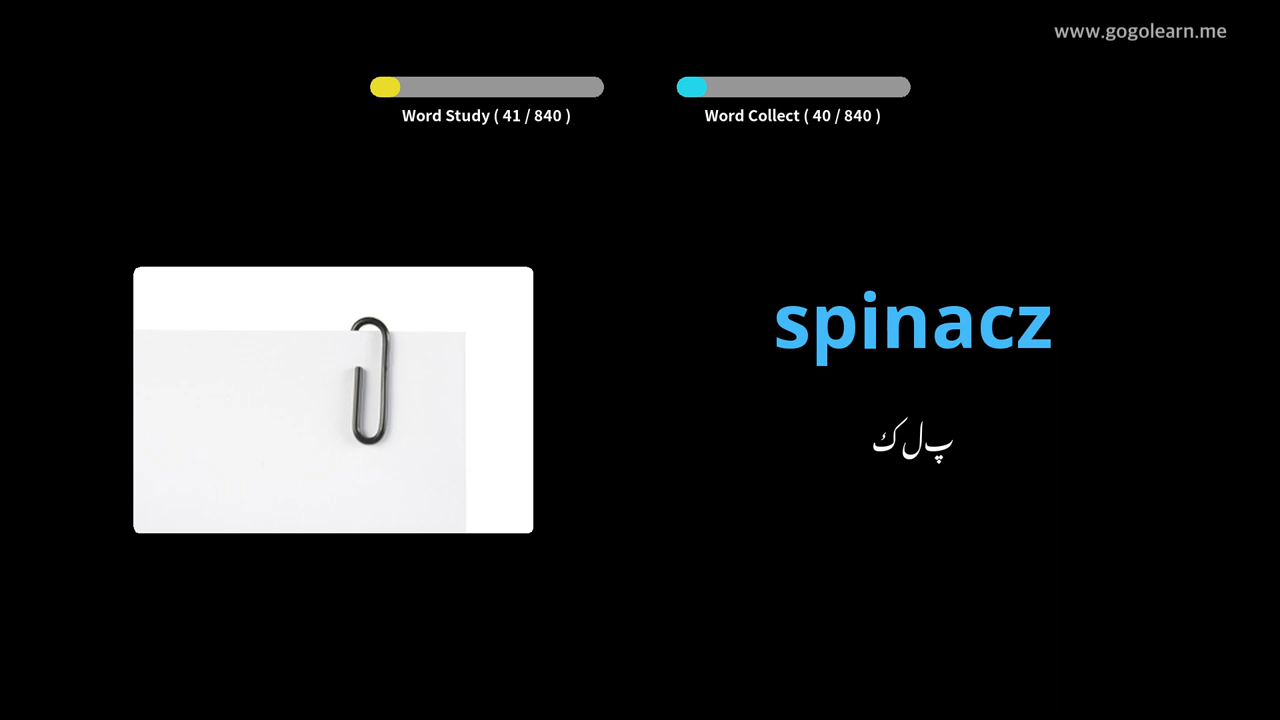 www.gogolearn.me
Word Study ( 41 / 840 )
Word Collect ( 40 / 840 )
spinacz
پ ل ک